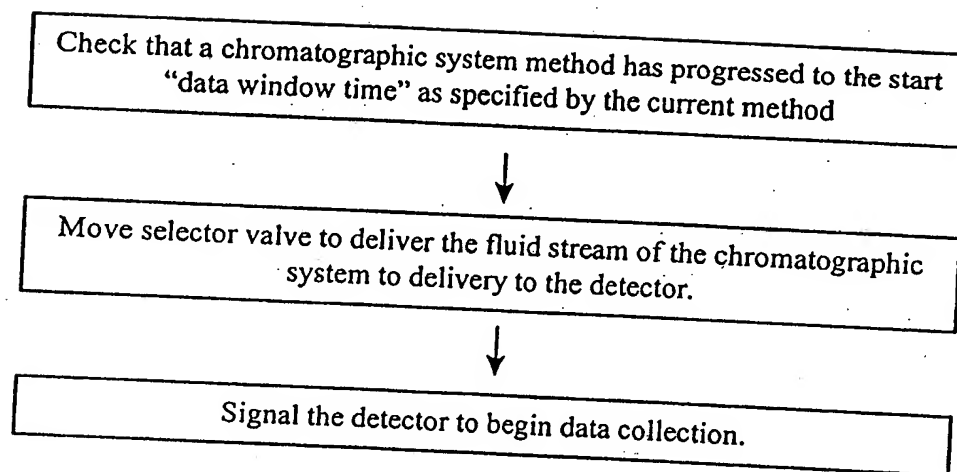 Check that a chromatographic system method has progressed to the start
"data window time" as specified by the current method
Move selector valve to deliver the fluid stream of the chromatographic
system to delivery to the detector.
Signal the detector to begin data collection.